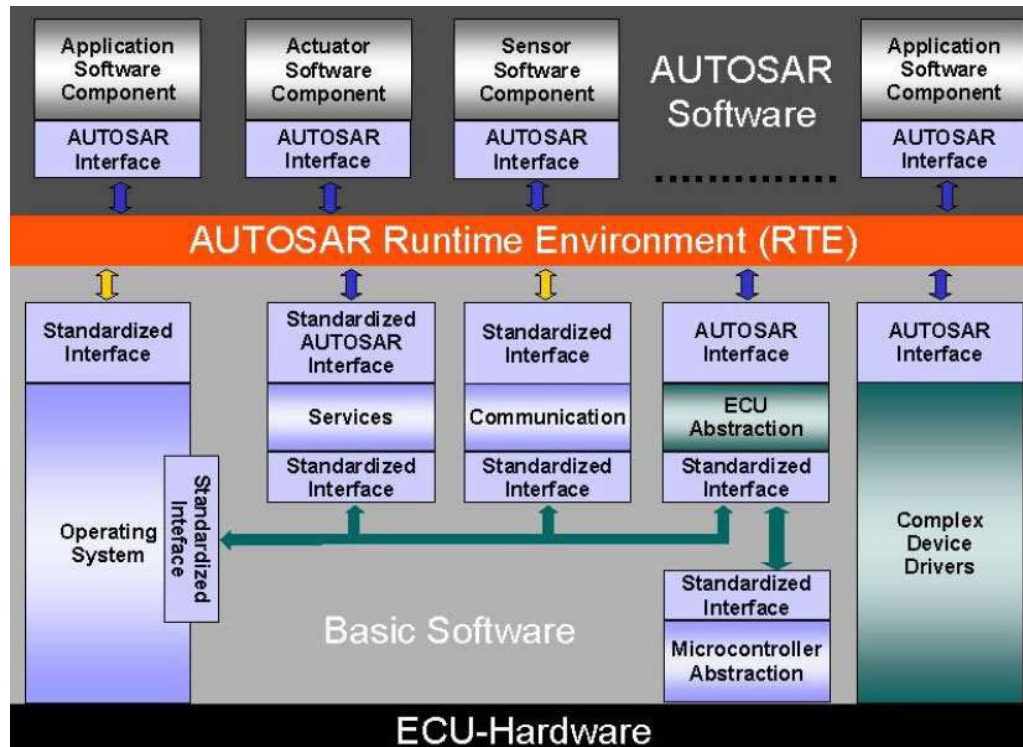 Application
Software
Component
AUTOSAR
Interface
Actuator
Software
Component
AUTOSAR
Interface
Sensor
Software
Component
AUTOSAR
Interface
AUTOSAR
Software
Application
Software
Component
AUTOSAR
Interface
AUTOSAR Runtime Environment (RTE)
Standardized
Interface
Operating
System
Standardized
Inteface
Standardized
AUTOSAR
Interface
Services
Standardized
Interface
Standardized
Interface
Communication
Standardized
Interface
AUTOSAR
Interface
ECU
Abstraction
Standardized
Interface
Standardized
Interface
Microcontroller
Abstraction
AUTOSAR
Interface
Complex
Device
Drivers
Basic Software
ECU-Hardware